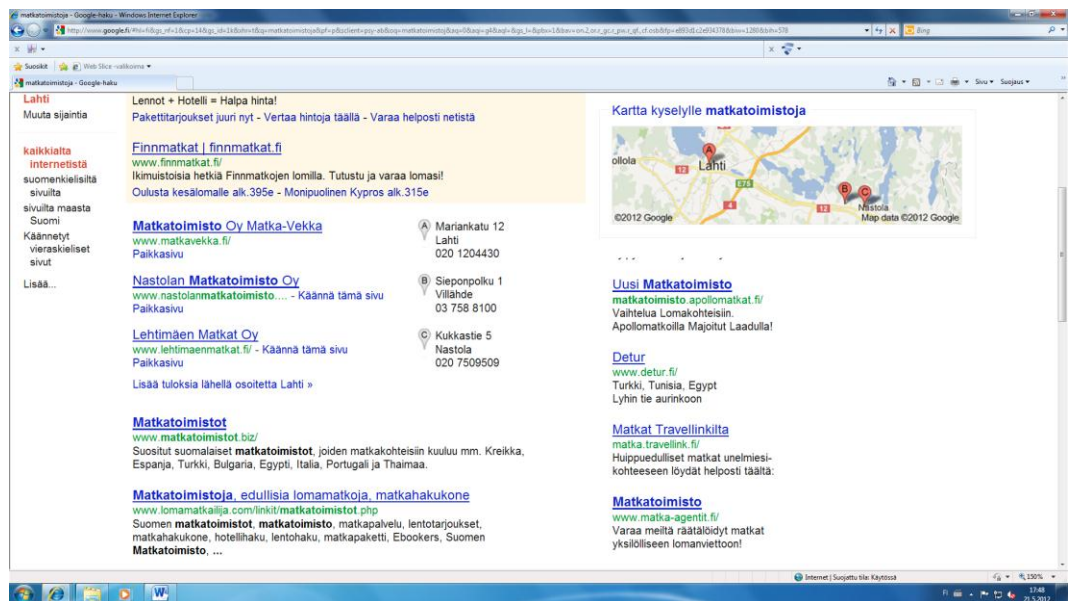 matkatoimistoja - Google-haku - Windows Internet Explorer
Bing
Suosikit
Web Slice -valikoima
matkatoimistoja - Google-haku
Sivu
Suojaus
Lahti
Muuta sijaintia
kaikkialta
internetistä
suomenkielisiltä
sivuilta
sivuilta maasta
Suomi
Käännetyt
vieraskieliset
sivut
Lisää...
Lennot + Hotelli = Halpa hinta!
Pakettitarjoukset juuri nyt - Vertaa hintoja täällä - Varaa helposti netistä
Finnmatkat | finnmatkat.fi
www.finnmatkat.fi/
Ikimuistoisia hetkiä Finnmatkojen lomilla. Tutustu ja varaa lomasi!
Oulusta kesälomalle alk.395e - Monipuolinen Kypros alk.315e
Matkatoimisto Oy Matka-Vekka
www.matkavekka.fi/
Paikkasivu
A Mariankatu 12
Lahti
020 1204430
Nastolan Matkatoimisto Oy
www.nastolanmatkatoimisto.... - Käännä tämä sivu
Paikkasivu
B Sieponpolku 1
Villähde
03 758 8100
Lehtimäen Matkat Oy
www.lehtimaenmatkat.fi/ - Käännä tämä sivu
Paikkasivu
C Kukkastie 5
Nastola
020 7509509
Lisää tuloksia lähellä osoitetta Lahti »
Matkatoimistot
www.matkatoimistot.biz/
Suositut suomalaiset matkatoimistot, joiden matkakohteisiin kuuluu mm. Kreikka,
Espanja, Turkki, Bulgaria, Egypti, Italia, Portugali ja Thaimaa.
Matkatoimistoja, edullisia lomamatkoja, matkahakukone
www.lomamatkailija.com/linkit/matkatoimistot.php
Suomen matkatoimistot, matkatoimisto, matkapalvelu, lentotarjoukset,
matkahakukone, hotellihaku, lentohaku, matkapaketti, Ebookers, Suomen
Matkatoimisto, ...
Kartta kyselylle matkatoimistoja
ollola
A
Lahti
12
E75
4
B
C
12
Nastola
©2012 Google
Map data ©2012 Google
Uusi Matkatoimisto
matkatoimisto.apollomatkat.fi/
Vaihtelua Lomakohteisiin.
Apollomatkoilla Majoitut Laadulla!
Detur
www.detur.fi/
Turkki, Tunisia, Egypt
Lyhin tie aurinkoon
Matkat Travellinkilta
matka.travellink.fi/
Huippuedulliset matkat unelmiesi-
kohteeseen löydät helposti täältä:
Matkatoimisto
www.matka-agentit.fi/
Varaa meiltä räätälöidyt matkat
yksilölliseen lomanviettoon!
Internet | Suojattu tila: Käytössä
150%
FI
17:48
21.5.2012